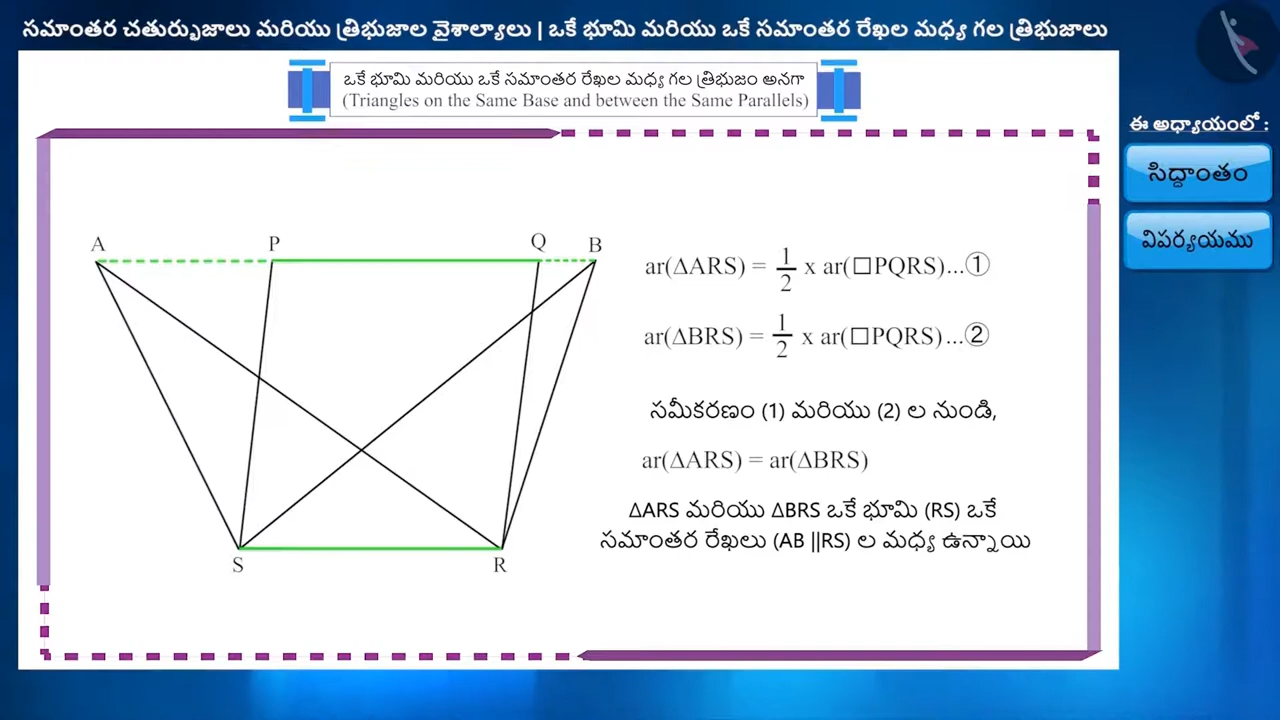 సమాంతర చతుర్భుజాలు మరియు త్రిభుజాల వైశాల్యాలు | ఒకే భూమి మరియు ఒకే సమాంతర రేఖల మధ్య గల త్రిభుజాలు
ఒకే భూమి మరియు ఒకే సమాంతర రేఖల మధ్య గల త్రిభుజం అనగా
(Triangles on the Same Base and between the Same Parallels)
ఈ అధ్యాయంలో :
సిద్దాంతం
విపర్యయము
A P Q B
ar(ΔARS) = 1/2 x ar(□PQRS)...①
ar(ΔBRS) = 1/2 x ar(□PQRS)...②
సమీకరణం (1) మరియు (2) ల నుండి,
ar(ΔARS) = ar(ΔBRS)
ΔARS మరియు ΔBRS ఒకే భూమి (RS) ఒకే
సమాంతర రేఖలు (AB ||RS) ల మధ్య ఉన్నాయి
S R